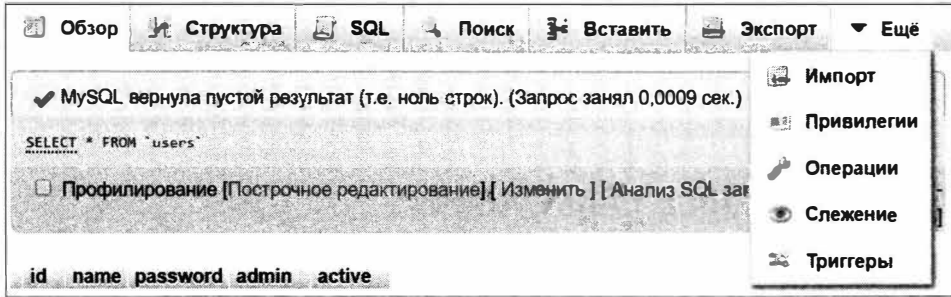 Обзор Структура SQL Поиск Вставить Экспорт Ещё
Импорт
Привилегии
Операции
Слежение
Триггеры
MySQL вернула пустой результат (т.е. ноль строк). (Запрос занял 0,0009 сек.)
SELECT * FROM `users`
Профилирование [Построчное редактирование] [ Изменить ] [ Анализ SQL
id name password admin active